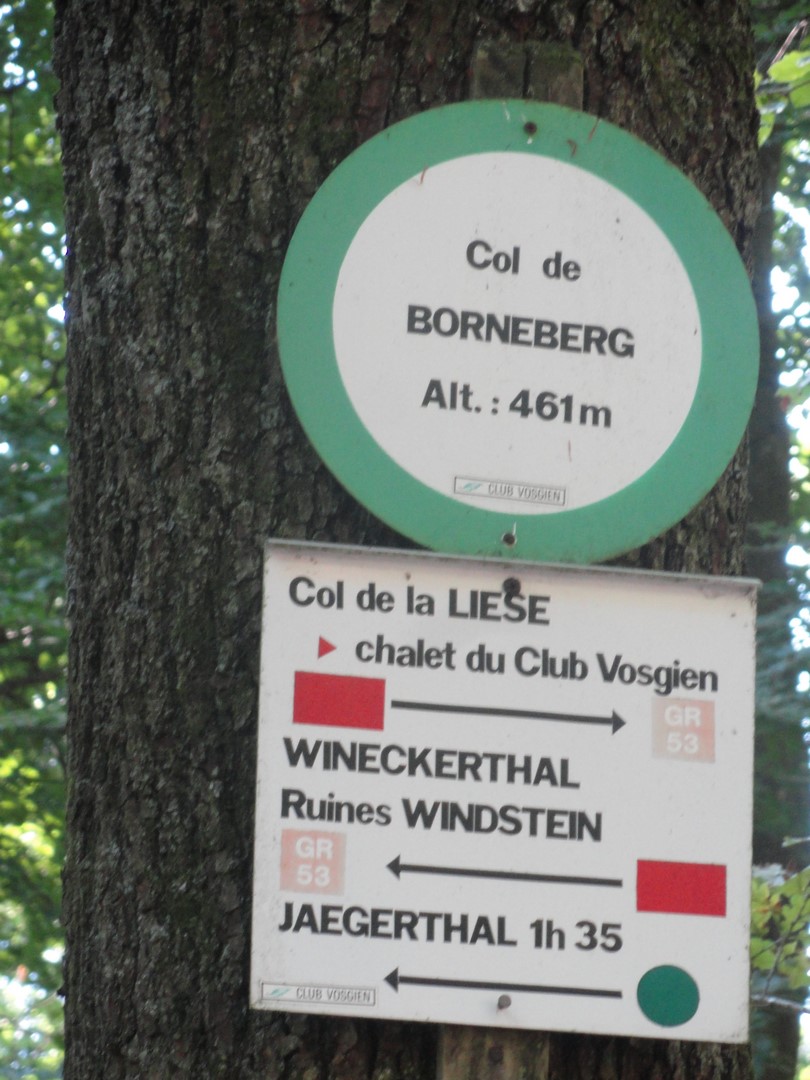 Col de
BORNEBERG
Alt. : 461m
CLUB VOSGIEN
Col de la LIESE
chalet du Club Vosgien
GR
53
WINECKERTHAL
Ruines WINDSTEIN
GR
53
JAEGERTHAL 1h 35
CLUB VOSGIEN